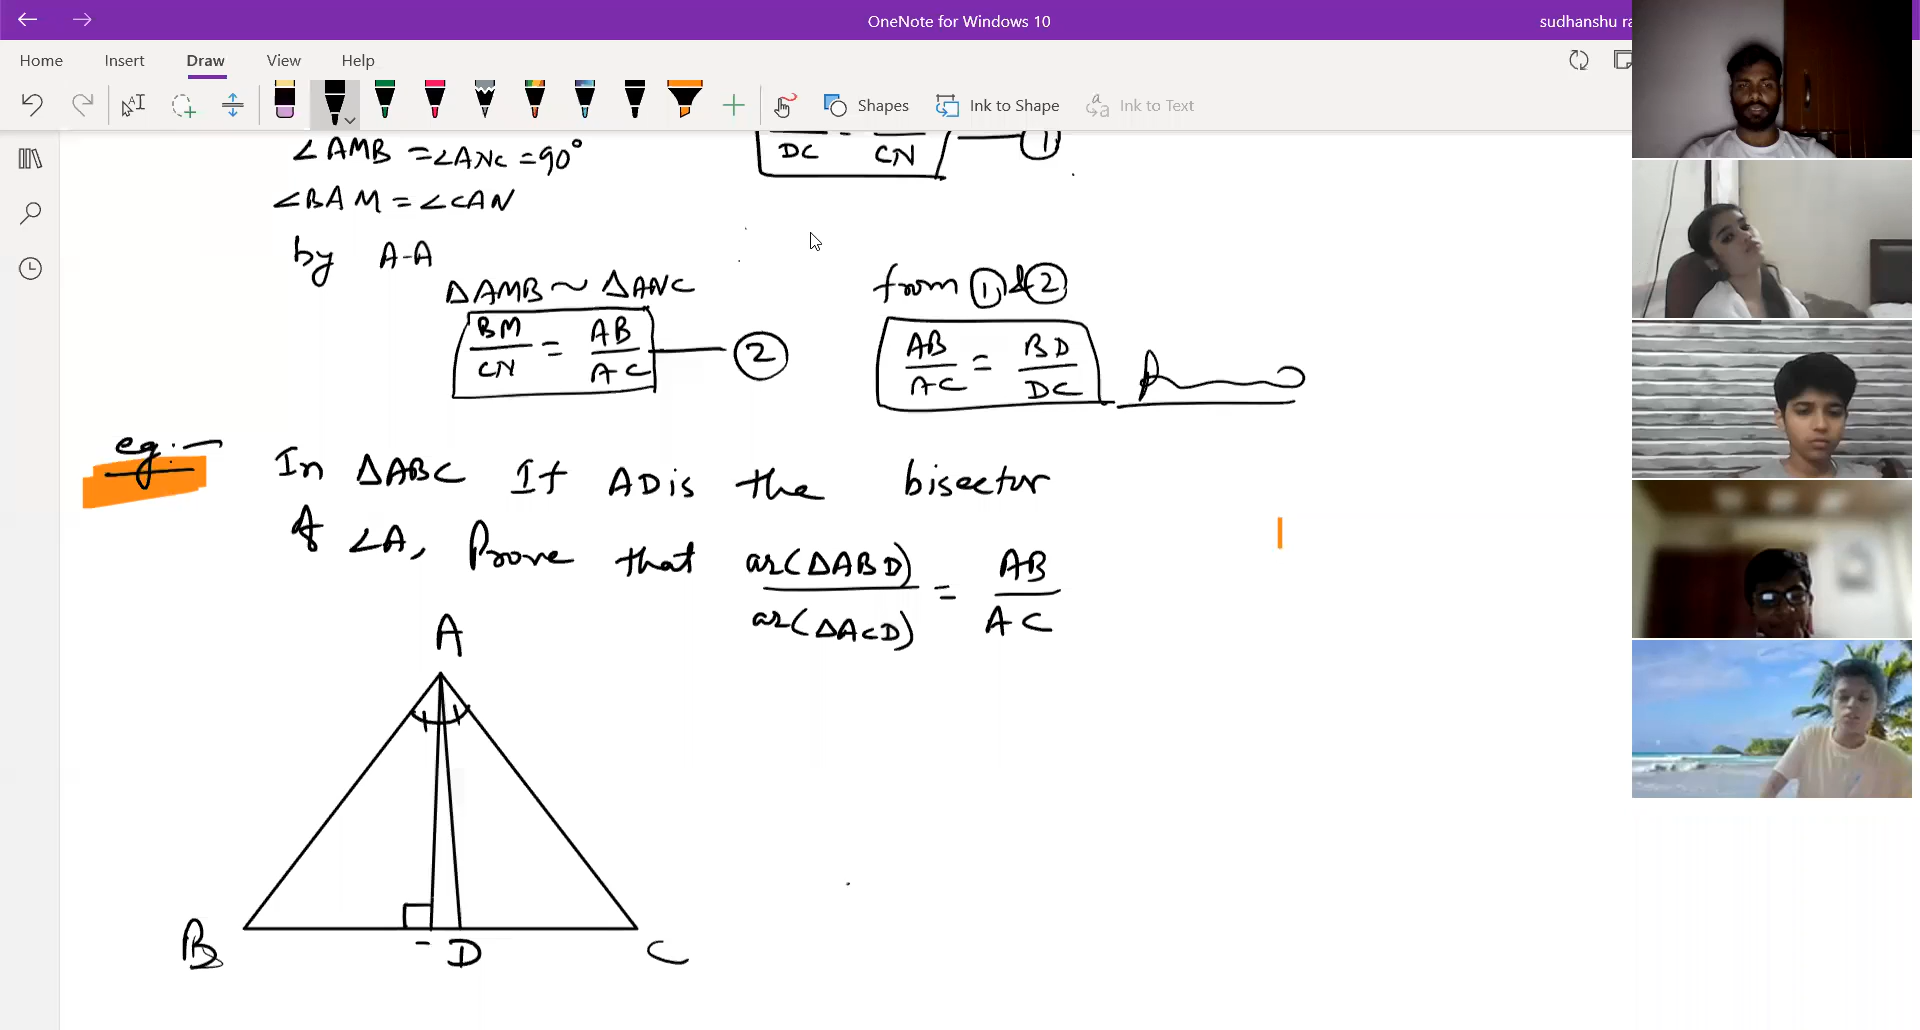 OneNote for Windows 10
sudhanshu ra
Home Insert Draw View Help
Shapes Ink to Shape Ink to Text
∠AMB = ∠ANC = 90°
DC = CN 1
∠BAM = ∠CAN
by A-A
ΔAMB ~ ΔANC
BM/CN = AB/AC 2
from 1 & 2
AB/AC = BD/DC
eg:-
In ΔABC If AD is the bisector
of ∠A, Prove that ar(ΔABD)/ar(ΔACD) = AB/AC
A
B D C